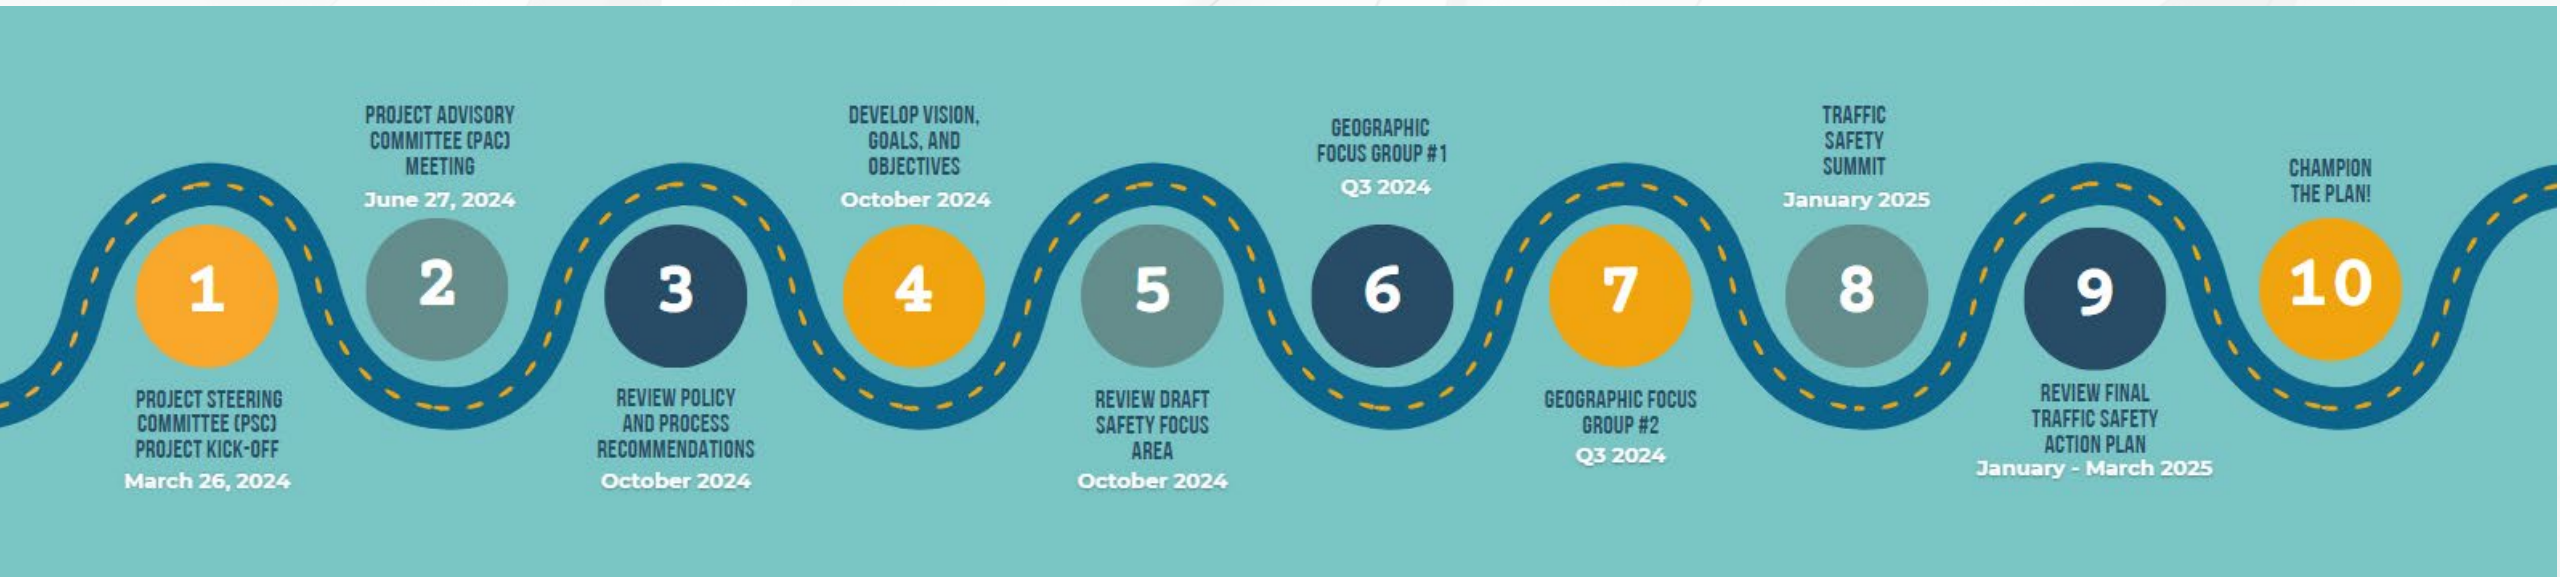 1
PROJECT STEERING
COMMITTEE (PSC)
PROJECT KICK-OFF
March 26, 2024
PROJECT ADVISORY
COMMITTEE (PAC)
MEETING
June 27, 2024
2
3
REVIEW POLICY
AND PROCESS
RECOMMENDATIONS
October 2024
DEVELOP VISION,
GOALS, AND
OBJECTIVES
October 2024
4
5
REVIEW DRAFT
SAFETY FOCUS
AREA
October 2024
GEOGRAPHIC
FOCUS GROUP #1
Q3 2024
6
7
GEOGRAPHIC FOCUS
GROUP #2
Q3 2024
TRAFFIC
SAFETY
SUMMIT
January 2025
8
9
REVIEW FINAL
TRAFFIC SAFETY
ACTION PLAN
January - March 2025
CHAMPION
THE PLAN!
10